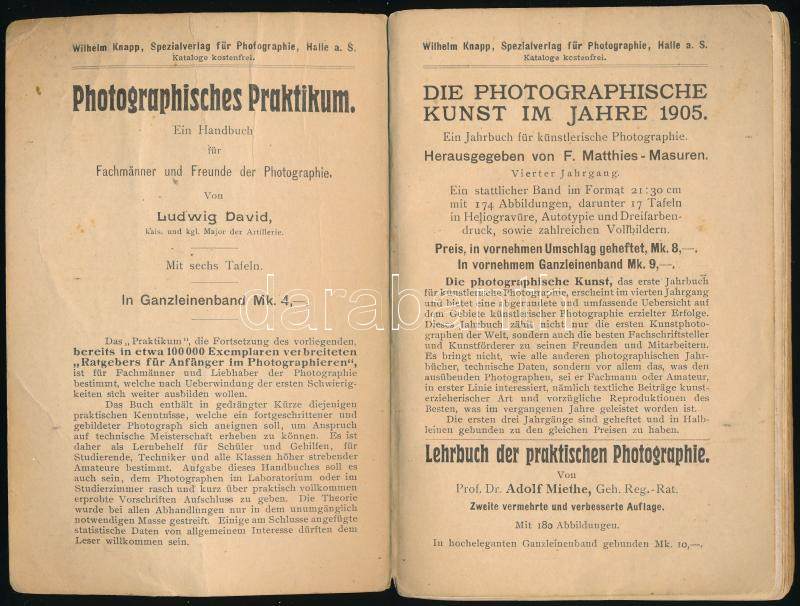 Wilhelm Knapp, Spezialverlag für Photographie, Halle a. S.
Kataloge kostenfrei.
Photographisches Praktikum.
Ein Handbuch
für
Fachmänner und Freunde der Photographie.
Von
Ludwig David,
kais. und kgl. Major der Artillerie.
Mit sechs Tafeln.
In Ganzleinenband Mk. 4,—
Das „Praktikum", die Fortsetzung des vorliegenden,
bereits in etwa 100000 Exemplaren verbreiteten
„Ratgebers für Anfänger im Photographieren",
ist für Fachmänner und Liebhaber der Photographie
bestimmt, welche nach Ueberwindung der ersten Schwierig-
keiten sich weiter ausbilden wollen.
Das Buch enthält in gedrängter Kürze diejenigen
praktischen Kenntnisse, welche ein fortgeschrittener und
gebildeter Photograph sich aneignen soll, um Anspruch
auf technische Meisterschaft erheben zu können. Es ist
daher als Lernbehelf für Schüler und Gehilfen, für
Studierende, Techniker und alle Klassen höher strebender
Amateure bestimmt. Aufgabe dieses Handbuches soll es
auch sein, dem Photographen im Laboratorium oder im
Studierzimmer rasch und kurz über praktisch vollkommen
erprobte Vorschriften Aufschluss zu geben. Die Theorie
wurde bei allen Abhandlungen nur in dem unumgänglich
notwendigen Masse gestreift. Einige am Schlusse angefügte
statistische Daten von allgemeinem Interesse dürften dem
Leser willkommen sein.
Wilhelm Knapp, Spezialverlag für Photographie, Halle a. S.
Kataloge kostenfrei.
DIE PHOTOGRAPHISCHE
KUNST IM JAHRE 1905.
Ein Jahrbuch für künstlerische Photographie.
Herausgegeben von F. Matthies-Masuren.
Vierter Jahrgang.
Ein stattlicher Band im Format 21:30 cm
mit 174 Abbildungen, darunter 17 Tafeln
in Heliogravüre, Autotypie und Dreifarben-
druck, sowie zahlreichen Vollbildern.
Preis, in vornehmen Umschlag geheftet, Mk. 8,—.
In vornehmem Ganzleinenband Mk. 9,—.
Die photographische Kunst, das erste Jahrbuch
für künstlerische Photographie, erscheint im vierten Jahrgang
und bietet eine abgerundete und umfassende Uebersicht auf
dem Gebiete künstlerischer Photographie erzielter Erfolge.
Dieses Jahrbuch zählt nicht nur die ersten Kunstphoto-
graphen der Welt, sondern auch die besten Fachschriftsteller
und Kunstförderer zu seinen Freunden und Mitarbeitern.
Es bringt nicht, wie alle anderen photographischen Jahr-
bücher, technische Daten, sondern vor allem das, was den
ausübenden Photographen, sei er Fachmann oder Amateur,
in erster Linie interessiert, nämlich textliche Beiträge kunst-
erzieherischer Art und vorzügliche Reproduktionen des
Besten, was im vergangenen Jahre geleistet worden ist.
Die ersten drei Jahrgänge sind geheftet und in Halb-
leinen gebunden zu den gleichen Preisen zu haben.
Lehrbuch der praktischen Photographie.
Von
Prof. Dr. Adolf Miethe, Geh. Reg.-Rat.
Zweite vermehrte und verbesserte Auflage.
Mit 180 Abbildungen.
In hocheleganten Ganzleinenband gebunden Mk. 10,—.
darabanth.com